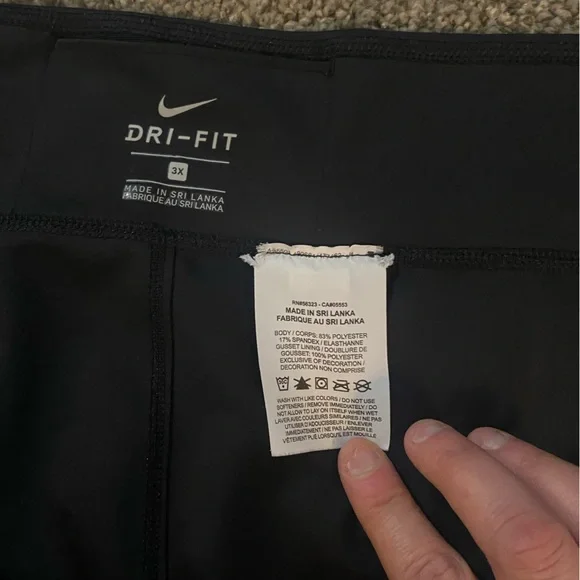 DRI-FIT
3X
MADE IN SRI LANKA
FABRIQUE AU SRI LANKA
RN#56323 - CA#05553
MADE IN SRI LANKA
FABRIQUE AU SRI LANKA
BODY / CORPS: 83% POLYESTER
17% SPANDEX / ELASTHANNE
GUSSET LINING / DOUBLURE DE
GOUSSET: 100% POLYESTER
EXCLUSIVE OF DECORATION /
DECORATION NON COMPRISE
WASH WITH LIKE COLORS / DO NOT USE
SOFTENERS / REMOVE IMMEDIATELY / DO
NOT ALLOW TO LAY ON ITSELF WHEN WET
LAVER AVEC COULEURS SIMILAIRES / NE PAS
UTILISER D'ADOUCISSEUR / ENLEVER
IMMEDIATEMENT / NE PAS LAISSER LE
VÊTEMENT PLIÉ LORSQU'IL EST MOUILLÉ